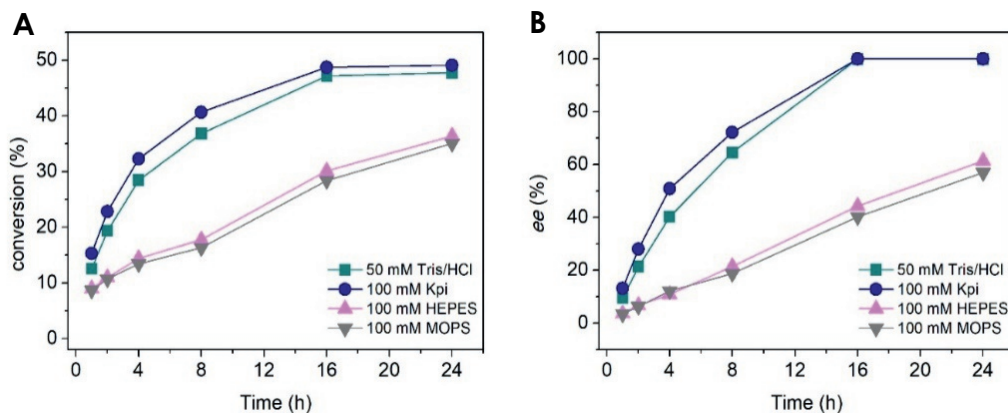 A
conversion (%)
50
40
30
20
10
0
0 4 8 12 16 20 24
Time (h)
50 mM Tris/HCl
100 mM Kpi
100 mM HEPES
100 mM MOPS
B
ee (%)
100
80
60
40
20
0
0 4 8 12 16 20 24
Time (h)
50 mM Tris/HCl
100 mM Kpi
100 mM HEPES
100 mM MOPS